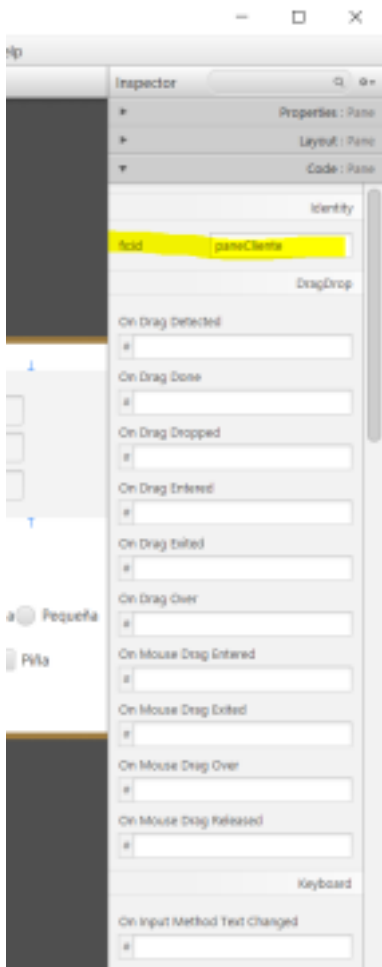 elp
Inspector
Properties : Pane
Layout : Pane
Code : Pane
Identity
fx:id paneCliente
DragDrop
On Drag Detected
#
On Drag Done
#
On Drag Dropped
#
On Drag Entered
#
On Drag Exited
#
On Drag Over
#
a Pequeña
On Mouse Drag Entered
Piña
#
On Mouse Drag Exited
#
On Mouse Drag Over
#
On Mouse Drag Released
#
Keyboard
On Input Method Text Changed
#